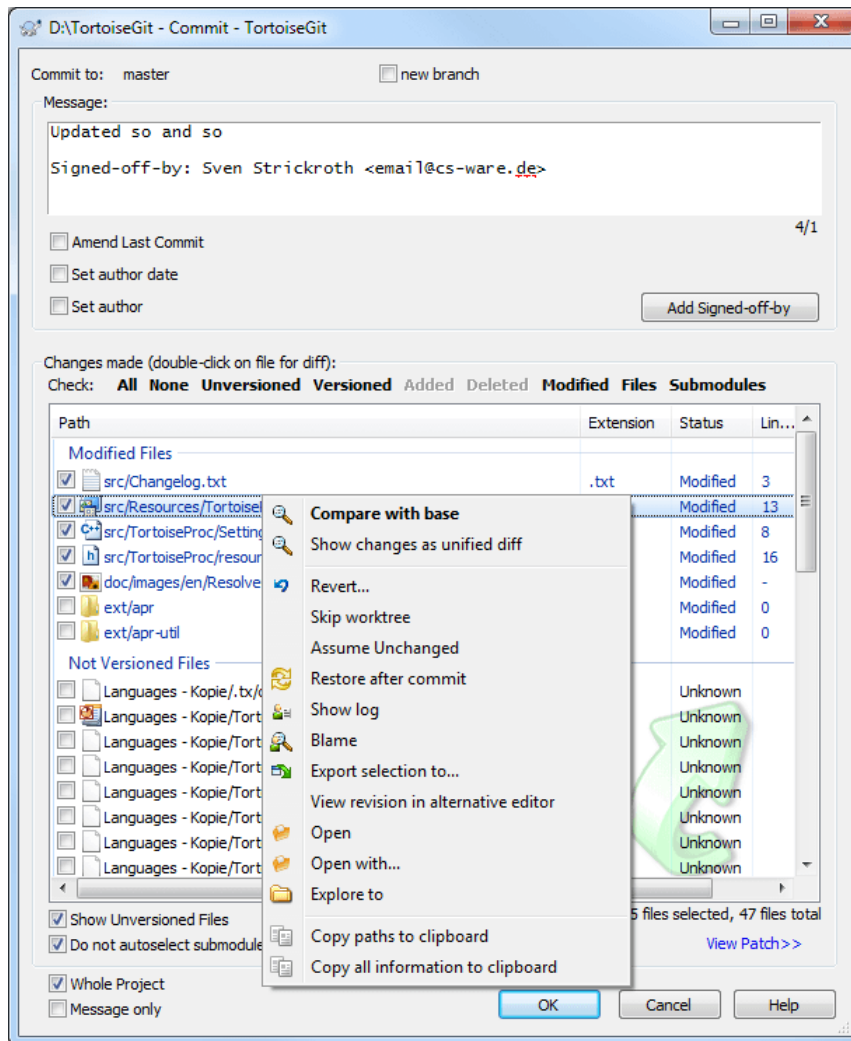 D:\TortoiseGit - Commit - TortoiseGit
Commit to: master new branch
Message:
Updated so and so
Signed-off-by: Sven Strickroth <email@cs-ware.de>
4/1
Amend Last Commit
Set author date
Set author
Add Signed-off-by
Changes made (double-click on file for diff):
Check: All None Unversioned Versioned Added Deleted Modified Files Submodules
Path Extension Status Lin...
Modified Files
src/Changelog.txt .txt Modified 3
src/Resources/Tortoise Modified 13
src/TortoiseProc/Setting Modified 8
src/TortoiseProc/resour Modified 16
doc/images/en/Resolve Modified -
ext/apr Modified 0
ext/apr-util Modified 0
Not Versioned Files
Languages - Kopie/.tx/ Unknown
Languages - Kopie/Tort Unknown
Languages - Kopie/Tort Unknown
Languages - Kopie/Tort Unknown
Languages - Kopie/Tort Unknown
Languages - Kopie/Tort Unknown
Languages - Kopie/Tort Unknown
Languages - Kopie/Tort Unknown
Compare with base
Show changes as unified diff
Revert...
Skip worktree
Assume Unchanged
Restore after commit
Show log
Blame
Export selection to...
View revision in alternative editor
Open
Open with...
Explore to
Copy paths to clipboard
Copy all information to clipboard
Show Unversioned Files
5 files selected, 47 files total
Do not autoselect submodule
View Patch>>
Whole Project
Message only
OK Cancel Help